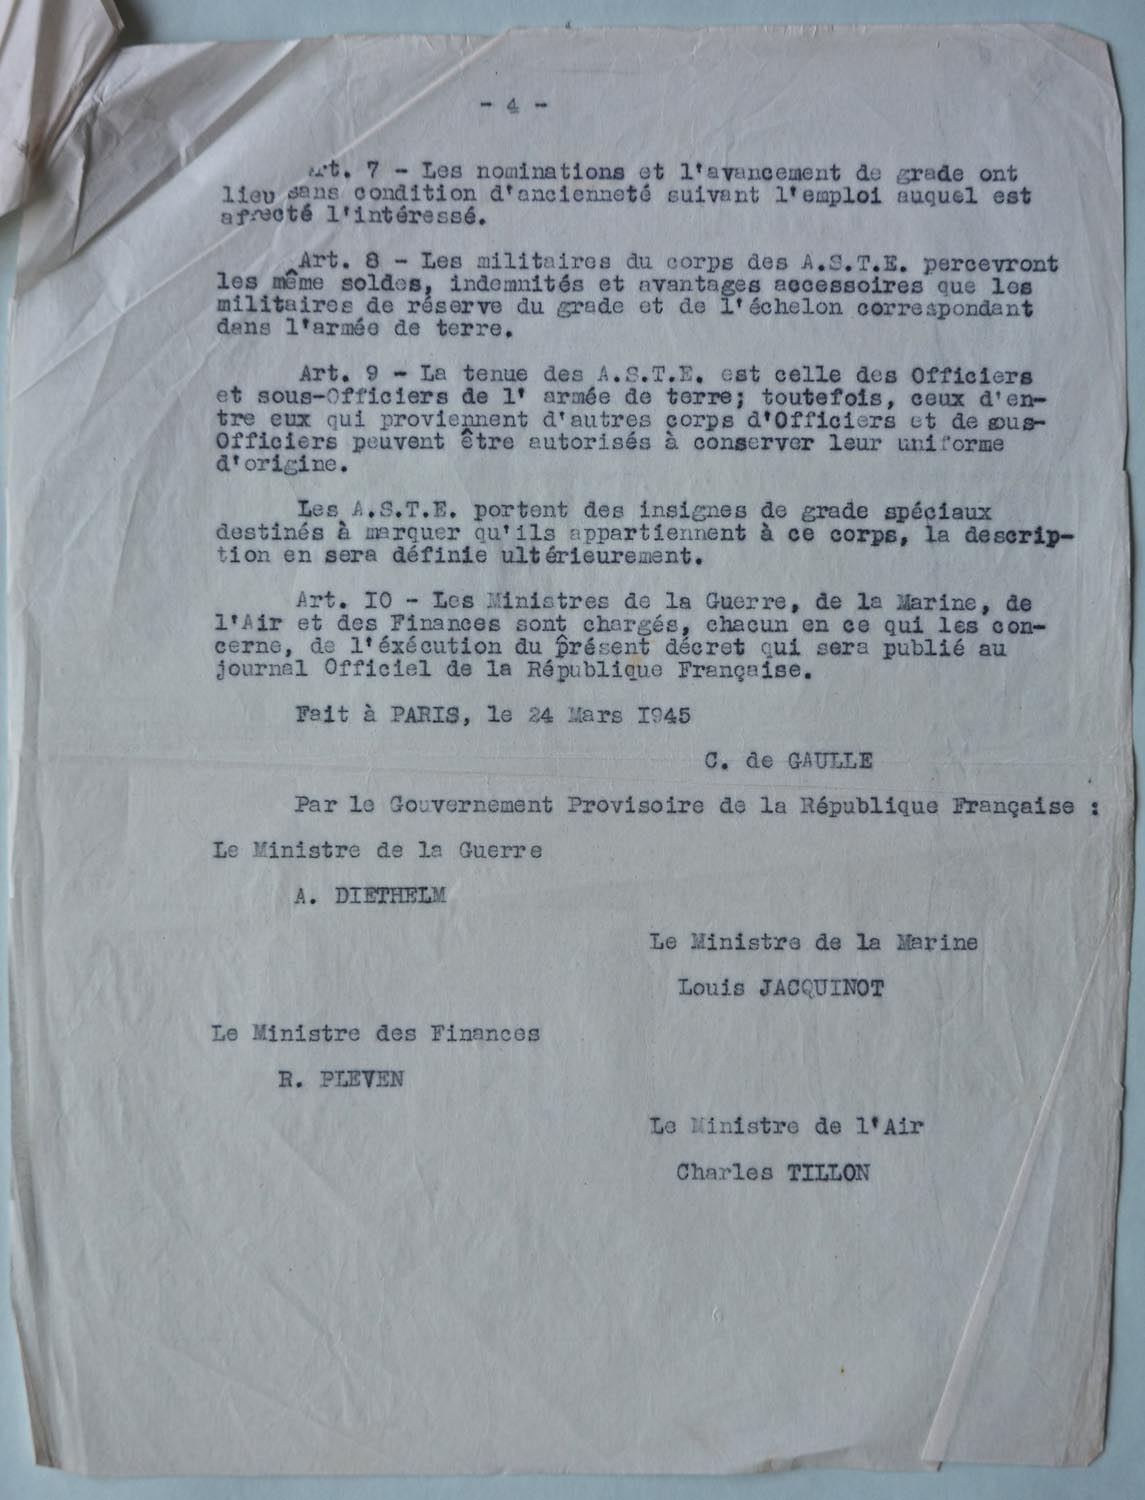 - 4 -
Art. 7 - Les nominations et l'avancement de grade ont
lieu sans condition d'ancienneté suivant l'emploi auquel est
affecté l'intéressé.
Art. 8 - Les militaires du corps des A.S.T.E. percevront
les même soldes, indemnités et avantages accessoires que les
militaires de réserve du grade et de l'échelon correspondant
dans l'armée de terre.
Art. 9 - La tenue des A.S.T.E. est celle des Officiers
et sous-Officiers de l' armée de terre; toutefois, ceux d'en-
tre eux qui proviennent d'autres corps d'Officiers et de sous-
Officiers peuvent être autorisés à conserver leur uniforme
d'origine.
Les A.S.T.E. portent des insignes de grade spéciaux
destinés à marquer qu'ils appartiennent à ce corps, la descrip-
tion en sera définie ultérieurement.
Art. IO - Les Ministres de la Guerre, de la Marine, de
l'Air et des Finances sont chargés, chacun en ce qui les con-
cerne, de l'éxécution du présent décret qui sera publié au
journal Officiel de la République Française.
Fait à PARIS, le 24 Mars I945
C. de GAULLE
Par le Gouvernement Provisoire de la République Française :
Le Ministre de la Guerre
A. DIETHELM
Le Ministre de la Marine
Louis JACQUINOT
Le Ministre des Finances
R. PLEVEN
Le Ministre de l'Air
Charles TILLON